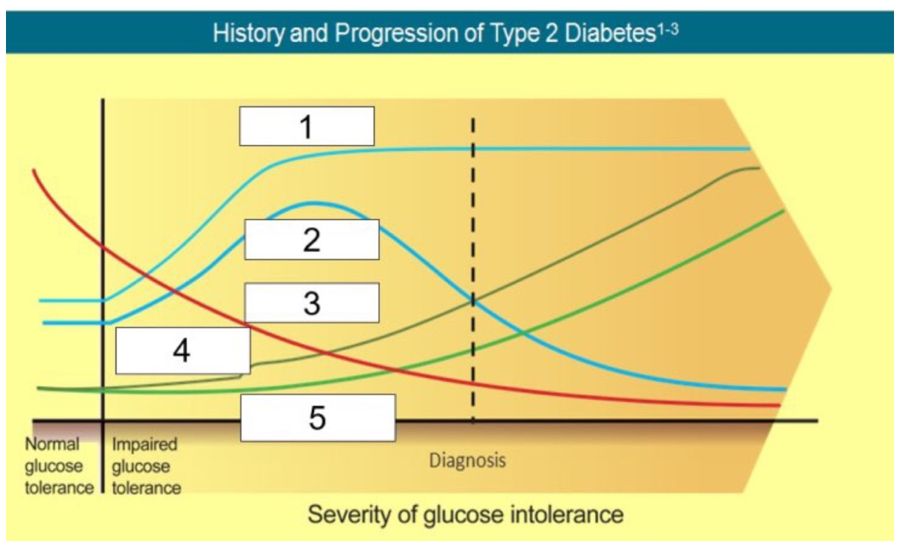 History and Progression of Type 2 Diabetes¹⁻³
1
2
3
4
5
Normal
glucose
tolerance
Impaired
glucose
tolerance
Diagnosis
Severity of glucose intolerance